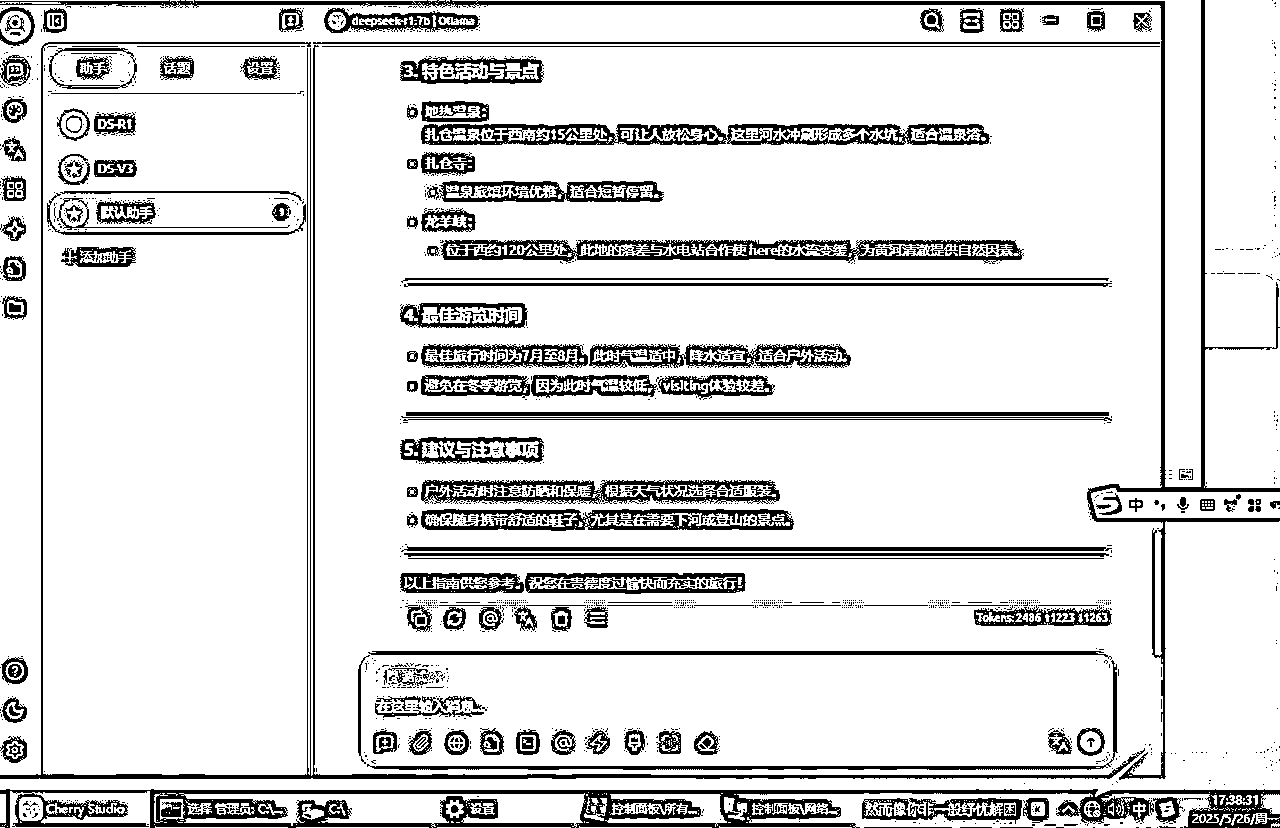 deepseek-r1:7b | Ollama
助手 话题 设置
DS-R1
DS-V3
默认助手
添加助手
3. 特色活动与景点
地热温泉:
扎仓温泉位于西南约15公里处，可让人放松身心。这里河水冲刷形成多个水坑，适合温泉浴。
扎仓寺:
温泉旅馆环境优雅，适合短暂停留。
龙羊峡:
位于西约120公里处，此地的落差与水电站合作使 here的水流变缓，为黄河清澈提供自然因素。
4. 最佳游览时间
最佳旅行时间为7月至8月，此时气温适中，降水适宜，适合户外活动。
避免在冬季游览，因为此时气温较低，visiting体验较差。
5. 建议与注意事项
户外活动时注意防晒和保暖，根据天气状况选择合适服装。
确保随身携带舒适的鞋子，尤其是在需要下河或登山的景点。
以上指南供您参考，祝您在贵德度过愉快而充实的旅行！
Tokens: 2486 ↑1223 ↓1263
在这里输入消息...
中
Cherry Studio
选择 管理员: C:\...
C:\
设置
控制面板\所有...
控制面板\网络...
然而像你非一般纾忧解困
中
17:38:31
2025/5/26/周一